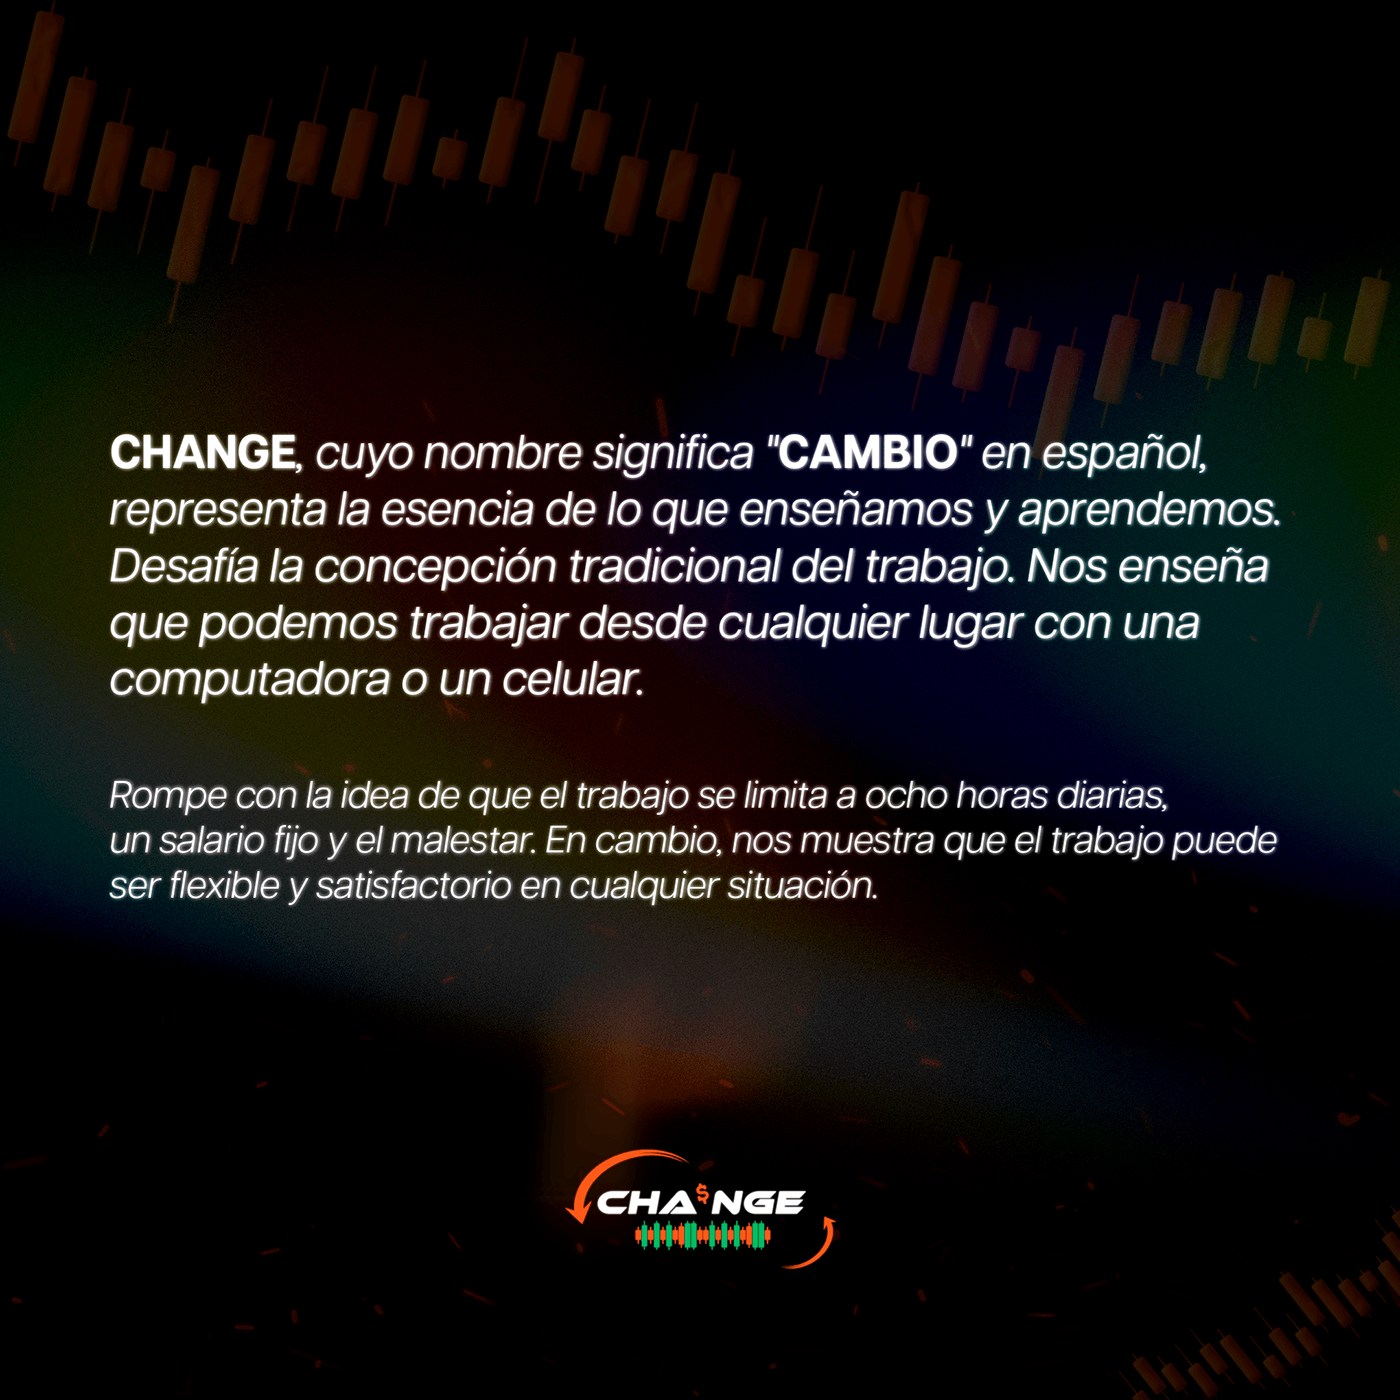 CHANGE, cuyo nombre significa "CAMBIO" en español,
representa la esencia de lo que enseñamos y aprendemos.
Desafía la concepción tradicional del trabajo. Nos enseña
que podemos trabajar desde cualquier lugar con una
computadora o un celular.
Rompe con la idea de que el trabajo se limita a ocho horas diarias,
un salario fijo y el malestar. En cambio, nos muestra que el trabajo puede
ser flexible y satisfactorio en cualquier situación.
CHA$NGE